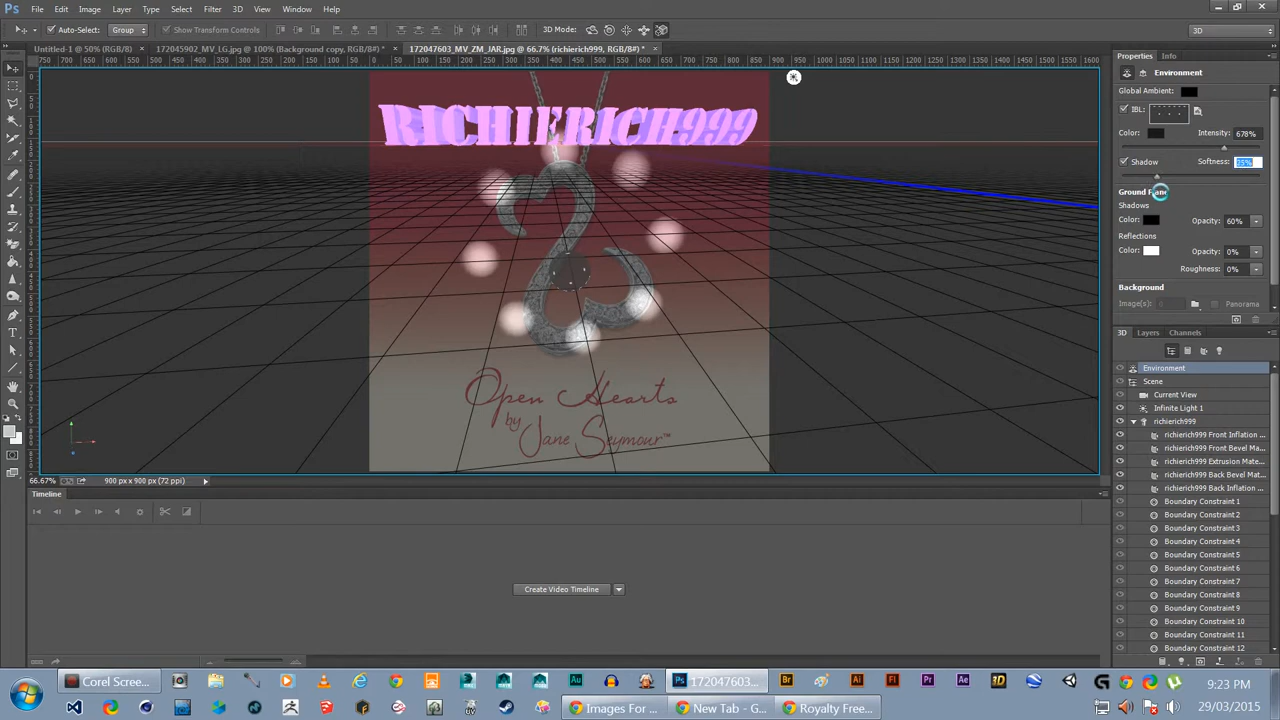 Ps File Edit Image Layer Type Select Filter 3D View Window Help
Auto-Select: Group Show Transform Controls 3D Mode: 3D
Untitled-1 @ 50% (RGB/8) × 172045902_MV_LG.jpg @ 100% (Background copy, RGB/8#) * × 172047603_MV_ZM_JAR.jpg @ 66.7% (richierich999, RGB/8#) * ×
RICHIERICH999
Open Hearts
by Jane Seymour™
66.67% 900 px x 900 px (72 ppi)
Timeline
Create Video Timeline
Properties Info
Environment
Global Ambient:
IBL:
Color: Intensity: 678%
Shadow Softness:
Ground Plane
Shadows
Color: Opacity: 60%
Reflections
Color: Opacity: 0%
Roughness: 0%
Background
Image(s): Panorama
3D Layers Channels
Environment
Scene
Current View
Infinite Light 1
richierich999
richierich999 Front Inflation ...
richierich999 Front Bevel Ma...
richierich999 Extrusion Mate...
richierich999 Back Bevel Mat...
richierich999 Back Inflation ...
Boundary Constraint 1
Boundary Constraint 2
Boundary Constraint 3
Boundary Constraint 4
Boundary Constraint 5
Boundary Constraint 6
Boundary Constraint 7
Boundary Constraint 8
Boundary Constraint 9
Boundary Constraint 10
Boundary Constraint 11
Boundary Constraint 12
Corel Scree... Ps 172047603... Br Ai Fl Pr Ae 3D
Images For ... New Tab - G... Royalty Free...
9:23 PM
29/03/2015